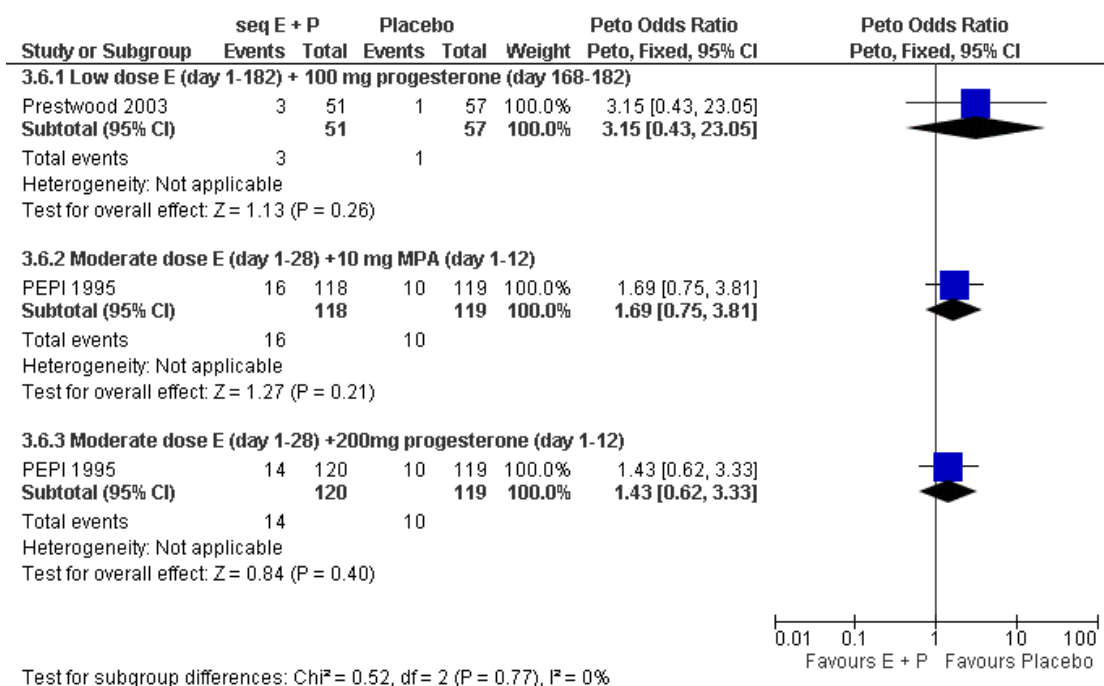 seq E + P Placebo Peto Odds Ratio Peto Odds Ratio
Study or Subgroup Events Total Events Total Weight Peto, Fixed, 95% CI Peto, Fixed, 95% CI
3.6.1 Low dose E (day 1-182) + 100 mg progesterone (day 168-182)
Prestwood 2003 3 51 1 57 100.0% 3.15 [0.43, 23.05]
Subtotal (95% CI) 51 57 100.0% 3.15 [0.43, 23.05]
Total events 3 1
Heterogeneity: Not applicable
Test for overall effect: Z = 1.13 (P = 0.26)
3.6.2 Moderate dose E (day 1-28) +10 mg MPA (day 1-12)
PEPI 1995 16 118 10 119 100.0% 1.69 [0.75, 3.81]
Subtotal (95% CI) 118 119 100.0% 1.69 [0.75, 3.81]
Total events 16 10
Heterogeneity: Not applicable
Test for overall effect: Z = 1.27 (P = 0.21)
3.6.3 Moderate dose E (day 1-28) +200mg progesterone (day 1-12)
PEPI 1995 14 120 10 119 100.0% 1.43 [0.62, 3.33]
Subtotal (95% CI) 120 119 100.0% 1.43 [0.62, 3.33]
Total events 14 10
Heterogeneity: Not applicable
Test for overall effect: Z = 0.84 (P = 0.40)
0.01 0.1 1 10 100
Favours E + P Favours Placebo
Test for subgroup differences: Chi² = 0.52, df = 2 (P = 0.77), I² = 0%